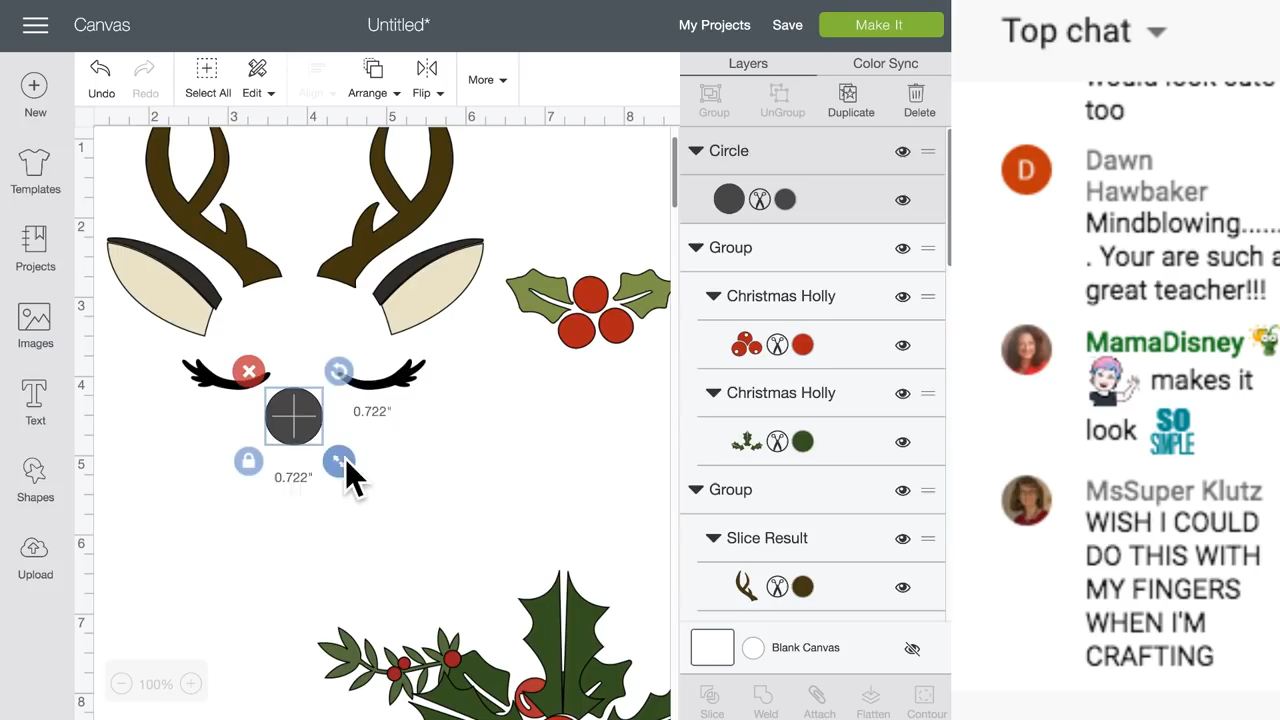 Canvas
Untitled*
My Projects
Save
Make It
Undo
Redo
Select All
Edit
Align
Arrange
Flip
More
New
Templates
Projects
Images
Text
Shapes
Upload
2 3 4 5 6 7 8
1
2
3
4
5
6
7
8
0.722"
0.722"
100%
Layers
Color Sync
Group
UnGroup
Duplicate
Delete
Circle
Group
Christmas Holly
Christmas Holly
Group
Slice Result
Blank Canvas
Slice
Weld
Attach
Flatten
Contour
Top chat
would look cute
too
D
Dawn
Hawbaker
Mindblowing......
. Your are such a
great teacher!!!
MamaDisney
makes it
look SO SIMPLE
MsSuper Klutz
WISH I COULD
DO THIS WITH
MY FINGERS
WHEN I'M
CRAFTING